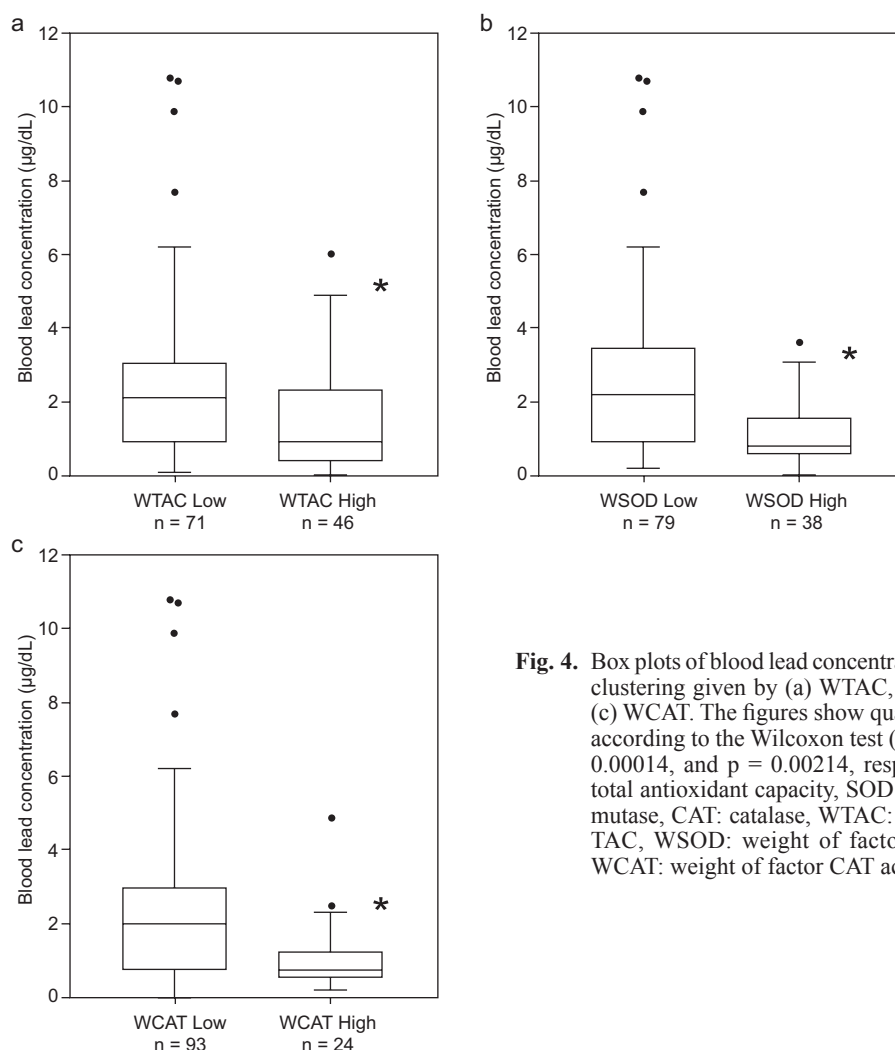 a
12
10
8
6
4
2
0
Blood lead concentration (µg/dL)
*
WTAC Low
n = 71
WTAC High
n = 46
b
12
10
8
6
4
2
0
Blood lead concentration (µg/dL)
*
WSOD Low
n = 79
WSOD High
n = 38
c
12
10
8
6
4
2
0
Blood lead concentration (µg/dL)
*
WCAT Low
n = 93
WCAT High
n = 24
Fig. 4. Box plots of blood lead concentra
clustering given by (a) WTAC,
(c) WCAT. The figures show qua
according to the Wilcoxon test (
0.00014, and p = 0.00214, resp
total antioxidant capacity, SOD
mutase, CAT: catalase, WTAC:
TAC, WSOD: weight of facto
WCAT: weight of factor CAT ac